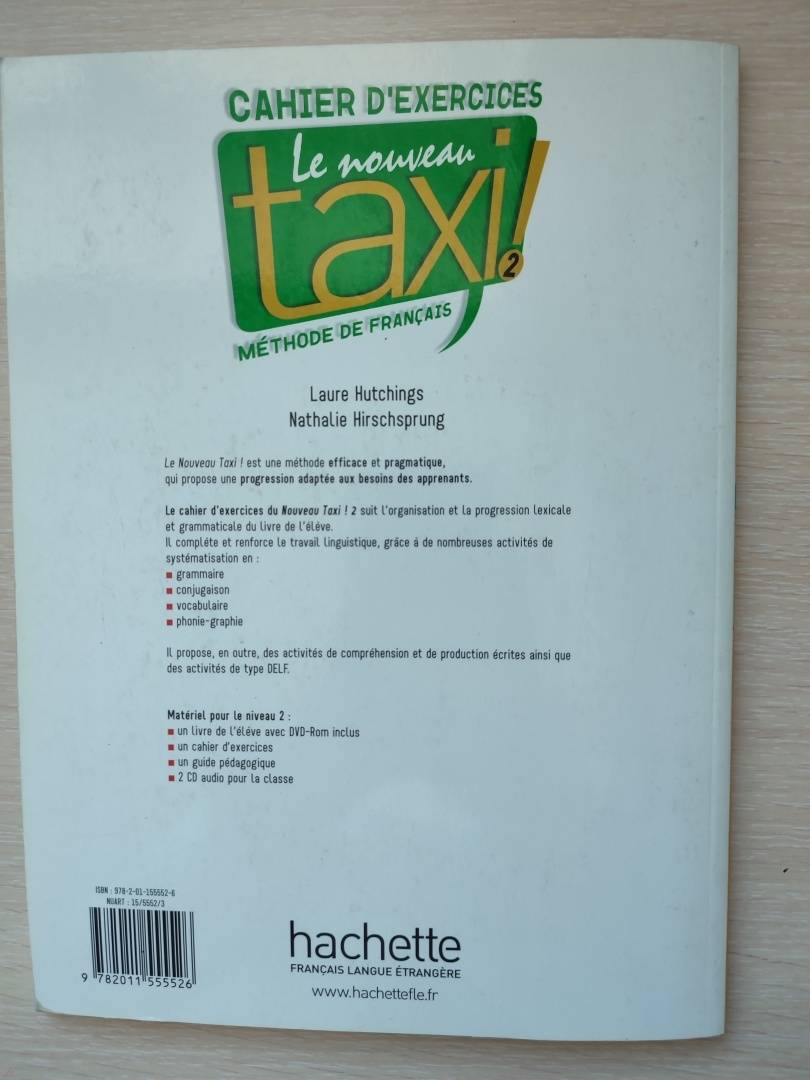 CAHIER D'EXERCICES
Le nouveau
taxi!
2
MÉTHODE DE FRANÇAIS
Laure Hutchings
Nathalie Hirschsprung
Le Nouveau Taxi ! est une méthode efficace et pragmatique,
qui propose une progression adaptée aux besoins des apprenants.
Le cahier d'exercices du Nouveau Taxi ! 2 suit l'organisation et la progression lexicale
et grammaticale du livre de l'élève.
Il complète et renforce le travail linguistique, grâce à de nombreuses activités de
systématisation en :
■ grammaire
■ conjugaison
■ vocabulaire
■ phonie-graphie
Il propose, en outre, des activités de compréhension et de production écrites ainsi que
des activités de type DELF.
Matériel pour le niveau 2 :
■ un livre de l'élève avec DVD-Rom inclus
■ un cahier d'exercices
■ un guide pédagogique
■ 2 CD audio pour la classe
ISBN : 978-2-01-155552-6
NUART : 15/5552/3
9 782011 555526
hachette
FRANÇAIS LANGUE ÉTRANGÈRE
www.hachettefle.fr